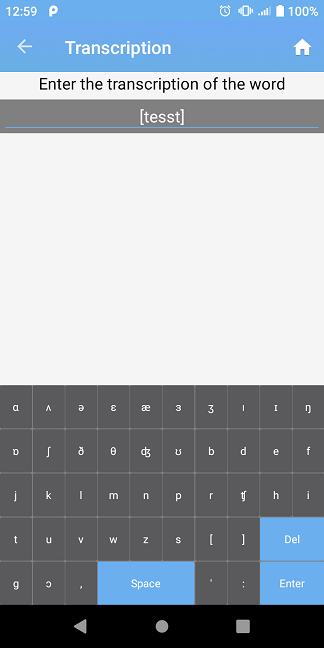 12:59 100%
Transcription
Enter the transcription of the word
[tesst]
ɑ ʌ ə ɛ æ ɜ ʒ ı ɪ ŋ
ɒ ʃ ð θ ʤ ʊ b d e f
j k l m n p r ʧ h i
t u v w z s [ ] Del
g ɔ , Space ' : Enter